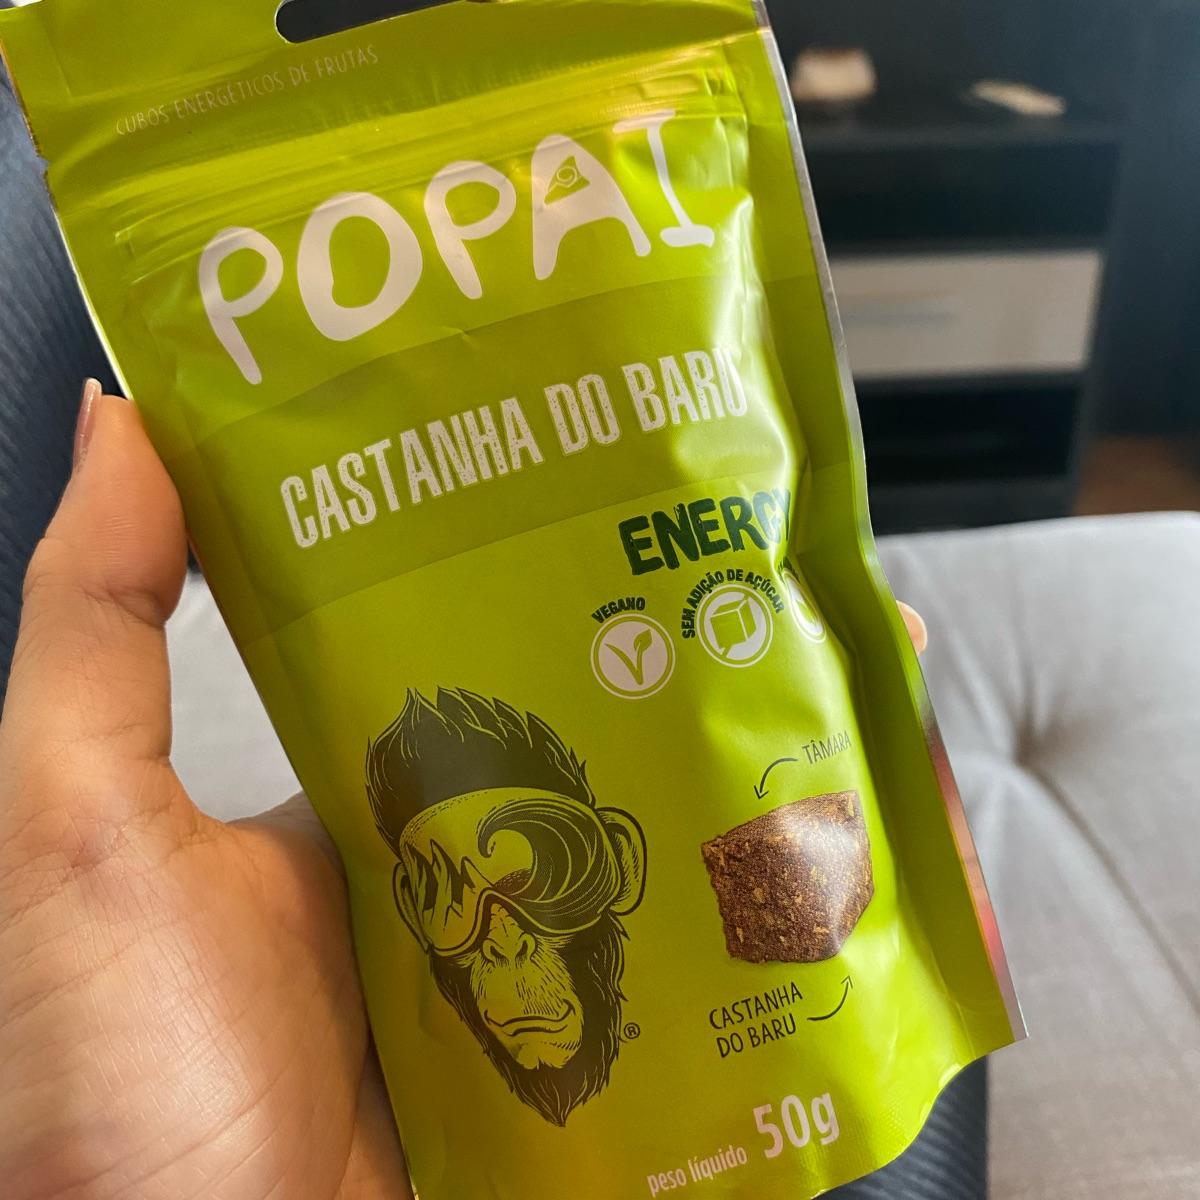 CUBOS ENERGÉTICOS DE FRUTAS
POPAI
CASTANHA DO BARU
ENERGY
VEGANO
SEM ADIÇÃO DE AÇÚCAR
TÂMARA
CASTANHA
DO BARU
®
peso líquido 50g